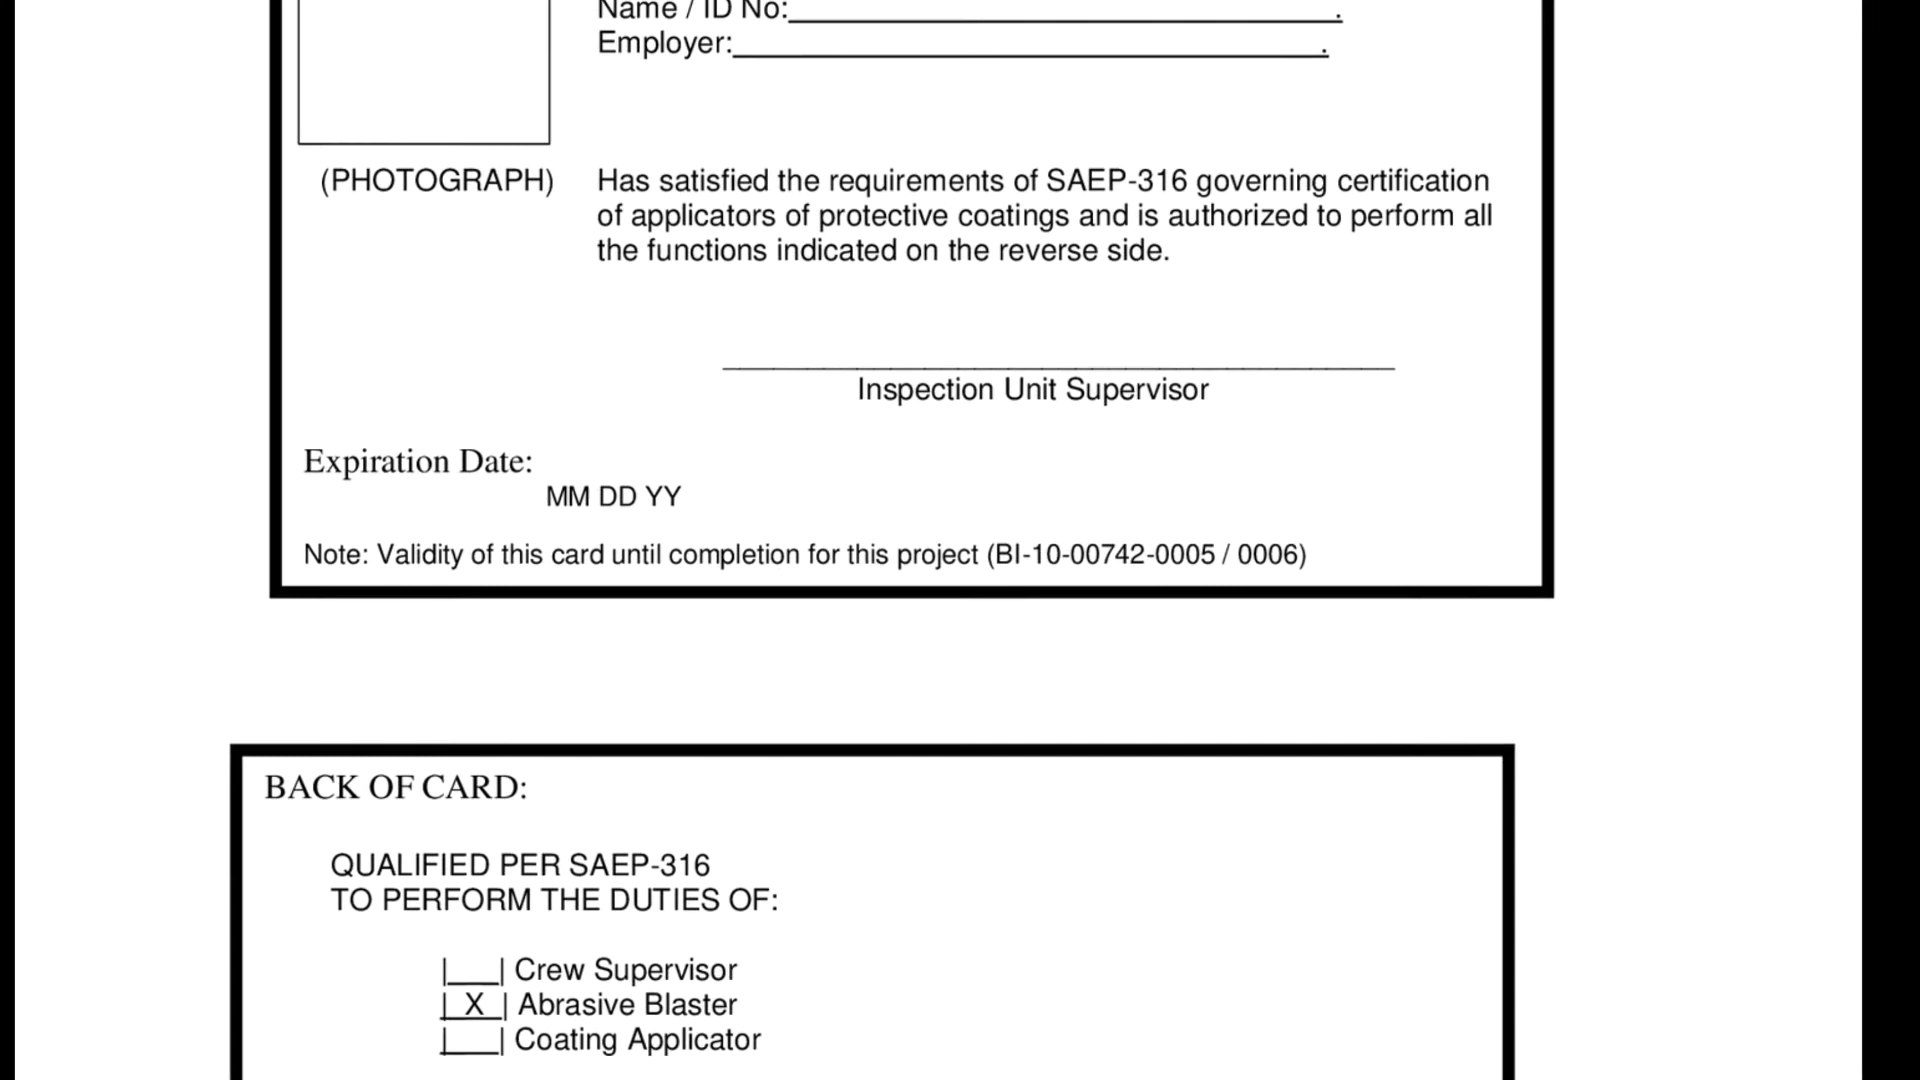 Name / ID No:__________________________________.
Employer:_____________________________________.
(PHOTOGRAPH) Has satisfied the requirements of SAEP-316 governing certification
of applicators of protective coatings and is authorized to perform all
the functions indicated on the reverse side.
__________________________________________
Inspection Unit Supervisor
Expiration Date:
MM DD YY
Note: Validity of this card until completion for this project (BI-10-00742-0005 / 0006)
BACK OF CARD:
QUALIFIED PER SAEP-316
TO PERFORM THE DUTIES OF:
|___| Crew Supervisor
|_X_| Abrasive Blaster
|___| Coating Applicator